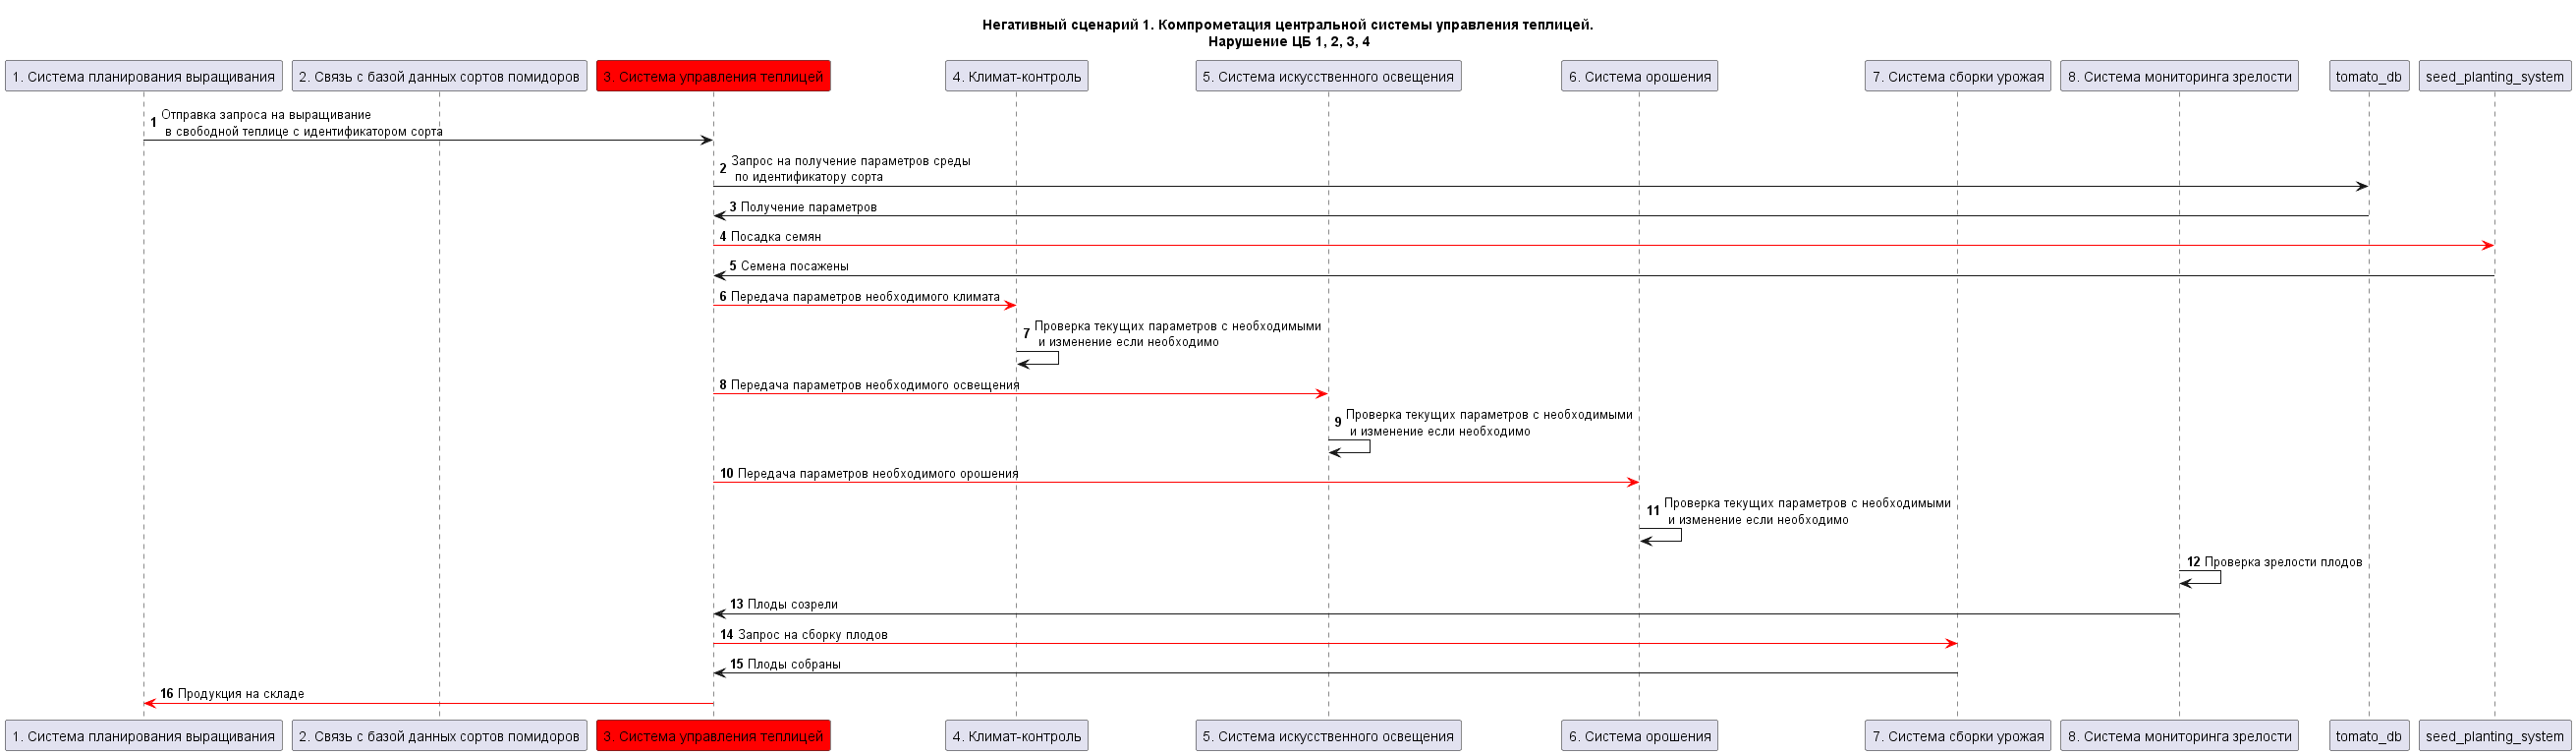 Негативный сценарий 1. Компрометация центральной системы управления теплицей.
Нарушение ЦБ 1, 2, 3, 4
1. Система планирования выращивания
2. Связь с базой данных сортов помидоров
3. Система управления теплицей
4. Климат-контроль
5. Система искусственного освещения
6. Система орошения
7. Система сборки урожая
8. Система мониторинга зрелости
tomato_db
seed_planting_system
1 Отправка запроса на выращивание
в свободной теплице с идентификатором сорта
2 Запрос на получение параметров среды
по идентификатору сорта
3 Получение параметров
4 Посадка семян
5 Семена посажены
6 Передача параметров необходимого климата
7 Проверка текущих параметров с необходимыми
и изменение если необходимо
8 Передача параметров необходимого освещения
9 Проверка текущих параметров с необходимыми
и изменение если необходимо
10 Передача параметров необходимого орошения
11 Проверка текущих параметров с необходимыми
и изменение если необходимо
12 Проверка зрелости плодов
13 Плоды созрели
14 Запрос на сборку плодов
15 Плоды собраны
16 Продукция на складе
1. Система планирования выращивания
2. Связь с базой данных сортов помидоров
3. Система управления теплицей
4. Климат-контроль
5. Система искусственного освещения
6. Система орошения
7. Система сборки урожая
8. Система мониторинга зрелости
tomato_db
seed_planting_system